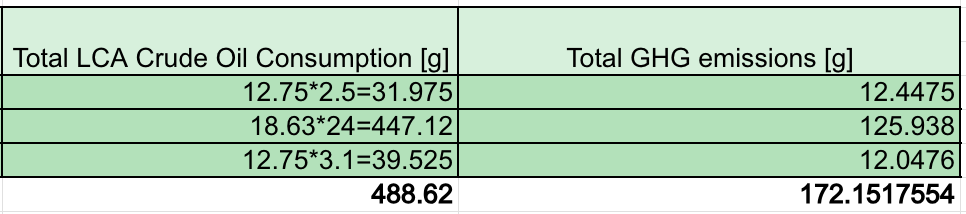 Total LCA Crude Oil Consumption [g] Total GHG emissions [g]
12.75*2.5=31.975 12.4475
18.63*24=447.12 125.938
12.75*3.1=39.525 12.0476
488.62 172.1517554